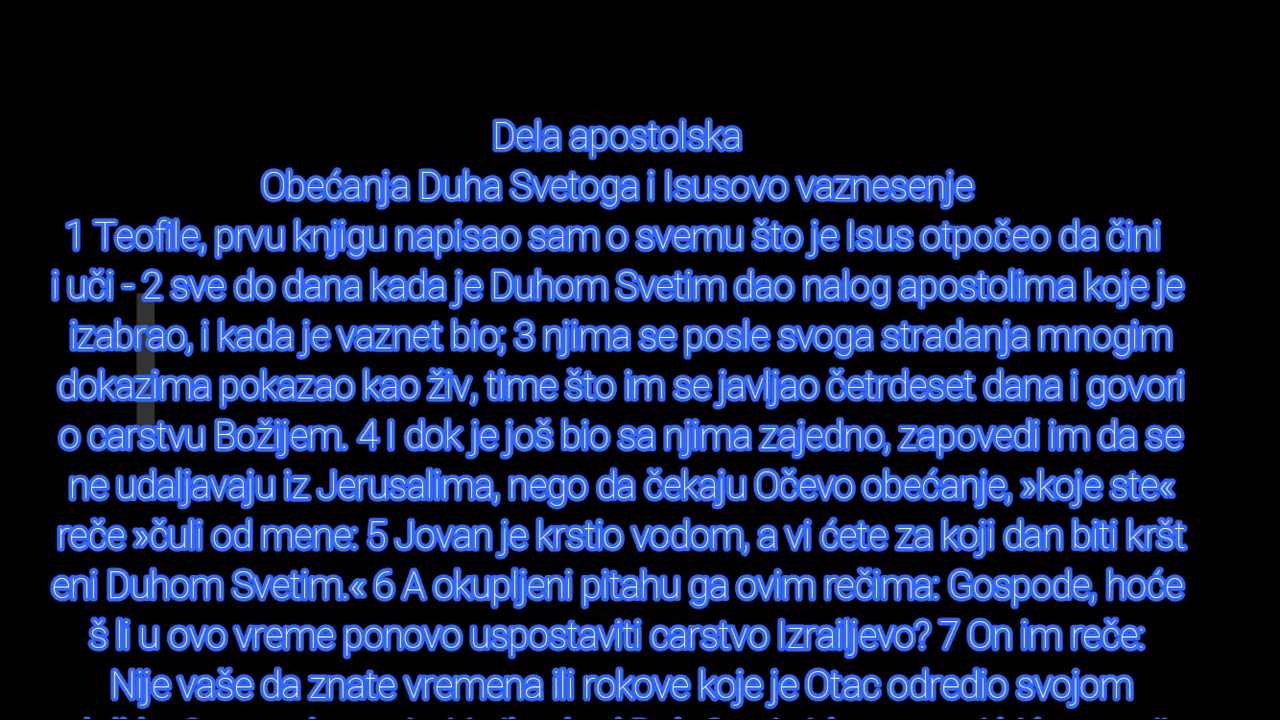 Dela apostolska
Obećanja Duha Svetoga i Isusovo vaznesenje
1 Teofile, prvu knjigu napisao sam o svemu što je Isus otpočeo da čini
i uči - 2 sve do dana kada je Duhom Svetim dao nalog apostolima koje je
izabrao, i kada je vaznet bio; 3 njima se posle svoga stradanja mnogim
dokazima pokazao kao živ, time što im se javljao četrdeset dana i govori
o carstvu Božijem. 4 I dok je još bio sa njima zajedno, zapovedi im da se
ne udaljavaju iz Jerusalima, nego da čekaju Očevo obećanje, »koje ste«
reče »čuli od mene: 5 Jovan je krstio vodom, a vi ćete za koji dan biti kršt
eni Duhom Svetim.« 6 A okupljeni pitahu ga ovim rečima: Gospode, hoće
š li u ovo vreme ponovo uspostaviti carstvo Izrailjevo? 7 On im reče:
Nije vaše da znate vremena ili rokove koje je Otac odredio svojom